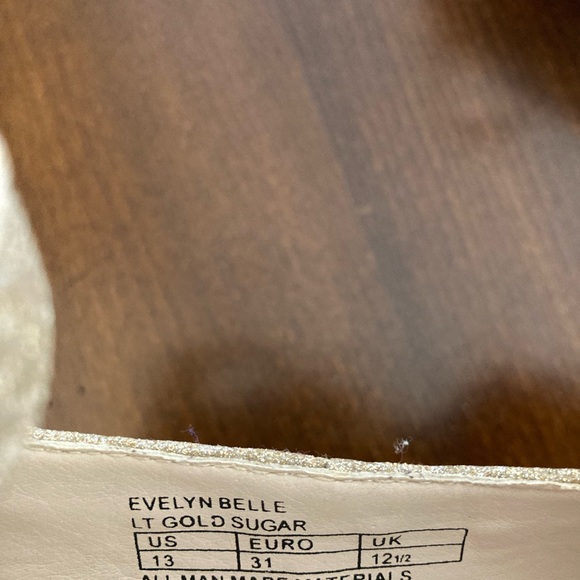 EVELYN BELLE
LT GOLD SUGAR
US EURO UK
13 31 12 1/2
ALL MAN MADE MATERIALS